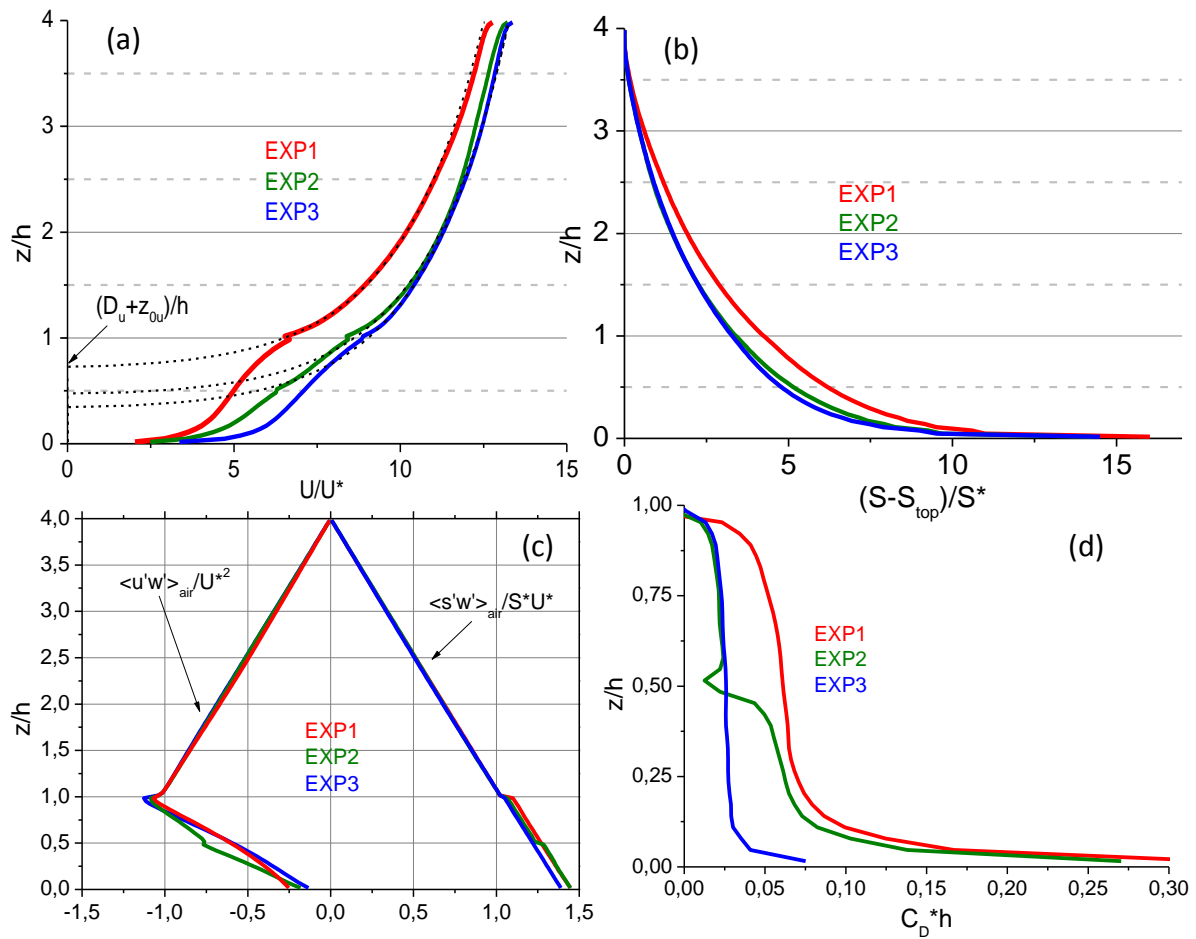 (a)
4
3
2
1
0
z/h
EXP1
EXP2
EXP3
(D_u+z_0u)/h
0
5
10
15
U/U*
(b)
4
3
2
1
0
z/h
EXP1
EXP2
EXP3
0
5
10
15
(S-S_top)/S*
(c)
4,0
3,5
3,0
2,5
2,0
1,5
1,0
0,5
0,0
z/h
<u'w'>_air/U*²
<s'w'>_air/S*U*
EXP1
EXP2
EXP3
-1,5
-1,0
-0,5
0,0
0,5
1,0
1,5
(d)
1,00
0,75
0,50
0,25
0,00
z/h
EXP1
EXP2
EXP3
0,00
0,05
0,10
0,15
0,20
0,25
0,30
C_D*h